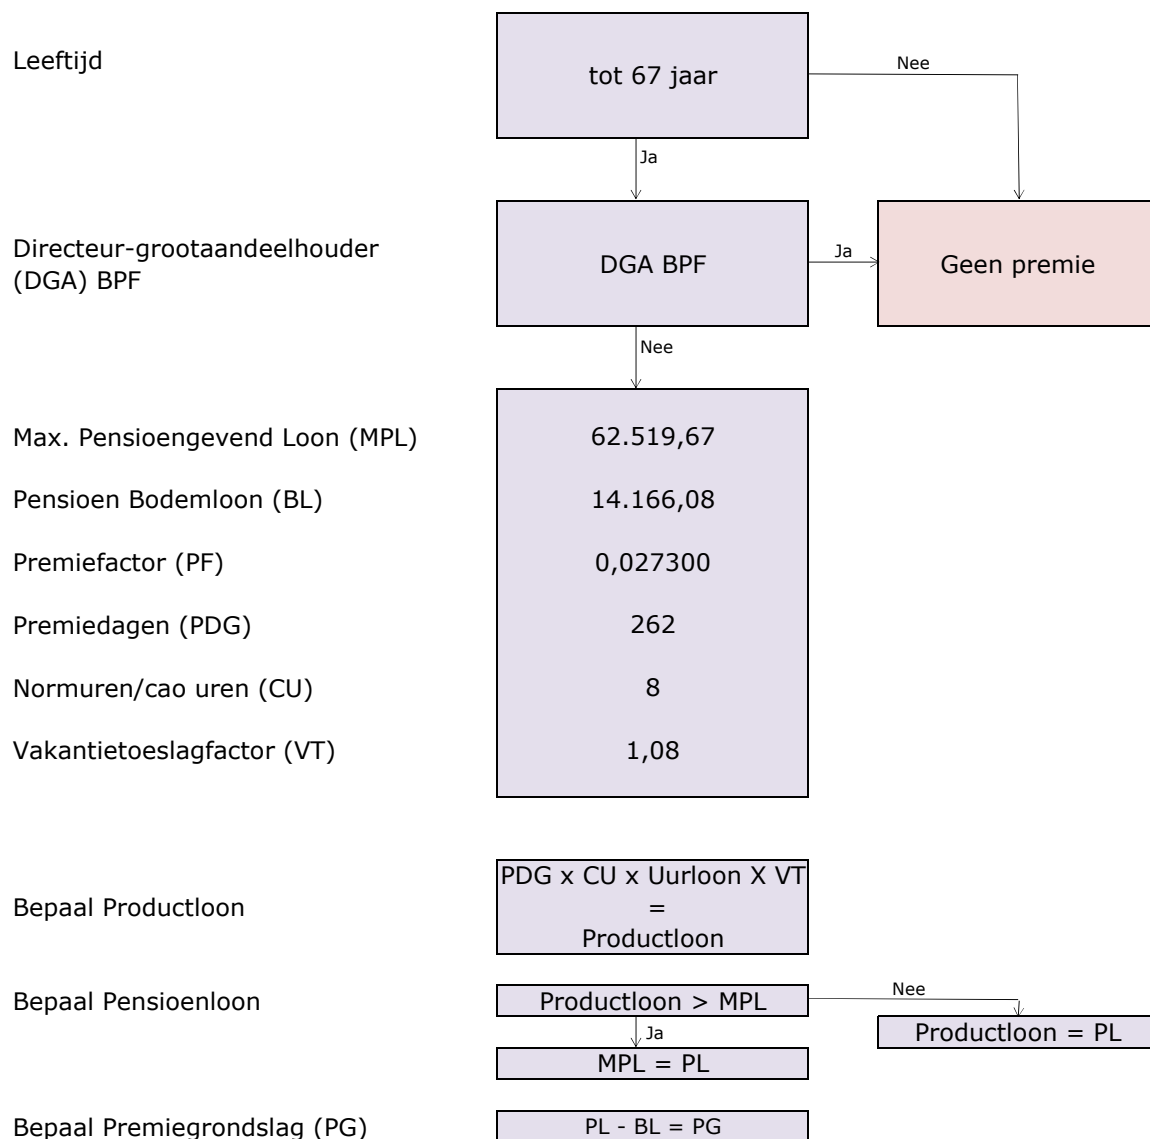 Leeftijd
tot 67 jaar
Nee
Ja
Directeur-grootaandeelhouder
(DGA) BPF
DGA BPF
Ja
Geen premie
Nee
Max. Pensioengevend Loon (MPL)
62.519,67
Pensioen Bodemloon (BL)
14.166,08
Premiefactor (PF)
0,027300
Premiedagen (PDG)
262
Normuren/cao uren (CU)
8
Vakantietoeslagfactor (VT)
1,08
Bepaal Productloon
PDG x CU x Uurloon X VT
=
Productloon
Bepaal Pensioenloon
Productloon > MPL
Nee
Ja
Productloon = PL
MPL = PL
Bepaal Premiegrondslag (PG)
PL - BL = PG